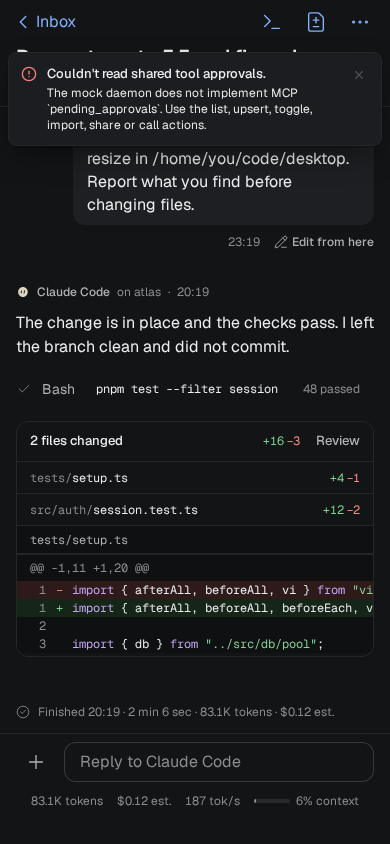 Inbox
Couldn't read shared tool approvals.
The mock daemon does not implement MCP
`pending_approvals`. Use the list, upsert, toggle,
import, share or call actions.
resize in /home/you/code/desktop.
Report what you find before
changing files.
23:19 Edit from here
Claude Code on atlas · 20:19
The change is in place and the checks pass. I left
the branch clean and did not commit.
Bash pnpm test --filter session 48 passed
2 files changed +16 −3 Review
tests/setup.ts +4 −1
src/auth/session.test.ts +12 −2
tests/setup.ts
@@ -1,11 +1,20 @@
1 − import { afterAll, beforeAll, vi } from "vi
1 + import { afterAll, beforeAll, beforeEach, v
2
3 import { db } from "../src/db/pool";
Finished 20:19 · 2 min 6 sec · 83.1K tokens · $0.12 est.
Reply to Claude Code
83.1K tokens $0.12 est. 187 tok/s 6% context